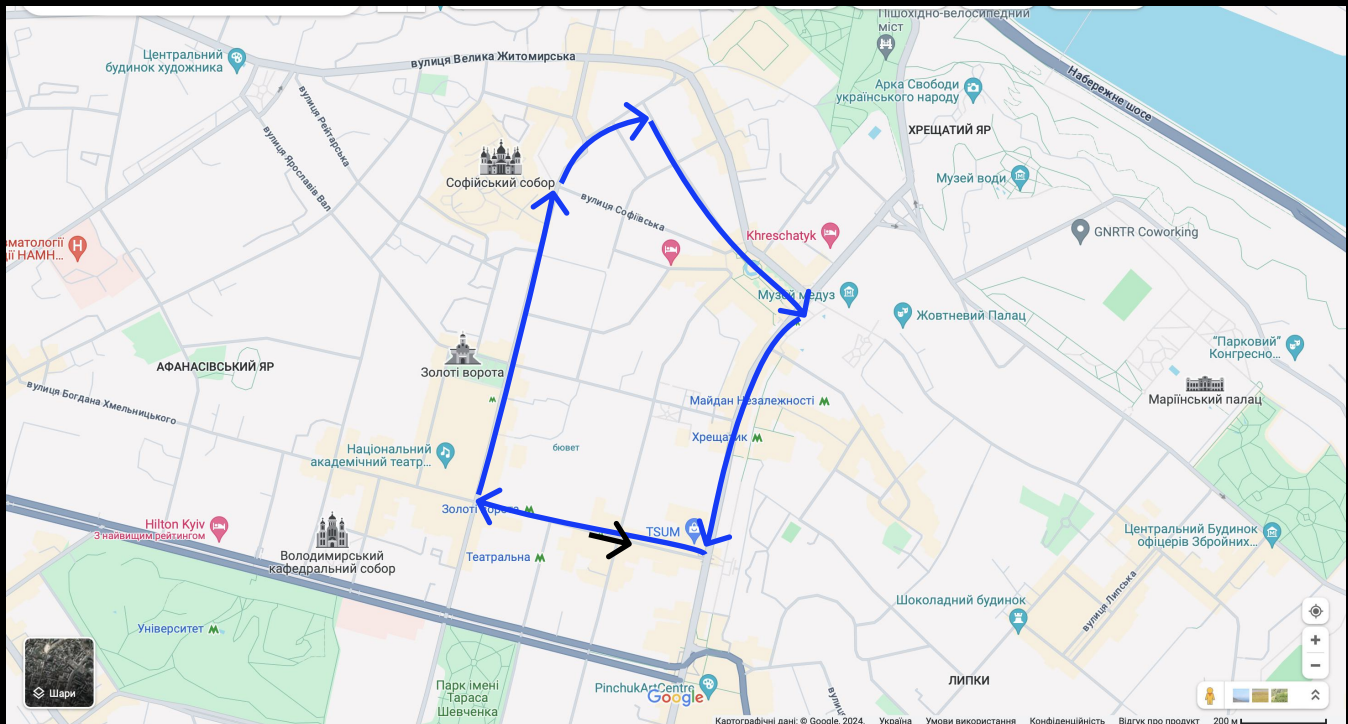 Пішохідно-велосипедний
міст
Центральний
будинок художника
вулиця Велика Житомирська
Набережне шосе
Арка Свободи
українського народу
вулиця Рейтарська
вулиця Ярославів Вал
ХРЕЩАТИЙ ЯР
Софійський собор
Музей води
вулиця Софіївська
Khreschatyk
GNRTR Coworking
НАМН...
Музей медуз
Жовтневий Палац
"Парковий"
Конгресно...
АФАНАСІВСЬКИЙ ЯР
Золоті ворота
вулиця Богдана Хмельницького
Майдан Незалежності
Маріїнський палац
Хрещатик
Національний
академічний театр...
бювет
Золоті ворота
Hilton Kyiv
З найвищим рейтингом
TSUM
Центральний Будинок
офіцерів Збройних...
Володимирський
кафедральний собор
Театральна
вулиця Липська
Шоколадний будинок
Університет
Шари
Парк імені
Тараса
Шевченка
PinchukArtCentre
Google
ЛИПКИ
Картографічні дані: © Google, 2024.
Україна
Умови використання
Конфіденційність
Відгук про продукт
200 м